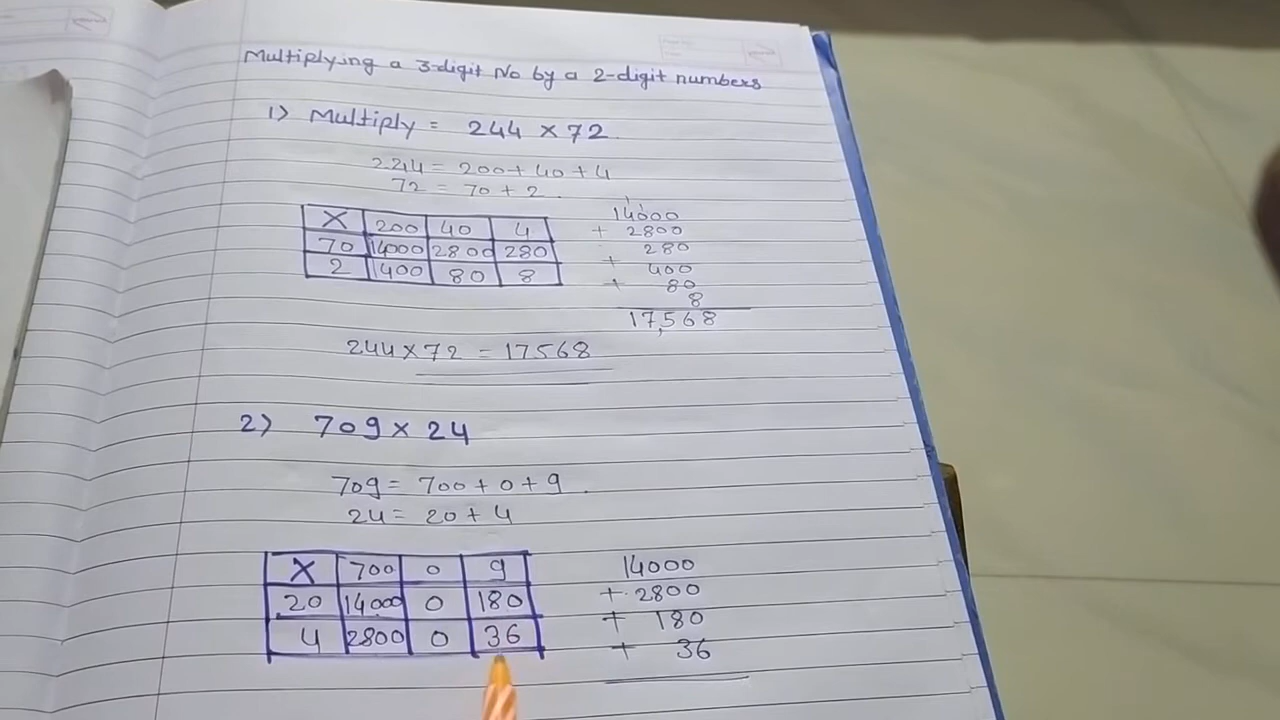 Multiplying a 3-digit No by a 2-digit numbers
1) Multiply = 244 × 72
244 = 200 + 40 + 4
72 = 70 + 2
X 200 40 4
70 14000 2800 280
2 400 80 8
14000
+ 2800
280
+ 400
+ 80
8
17,568
244 × 72 = 17568
2) 709 × 24
709 = 700 + 0 + 9
24 = 20 + 4
X 700 0 9
20 14000 0 180
4 2800 0 36
14000
+ 2800
+ 180
+ 36